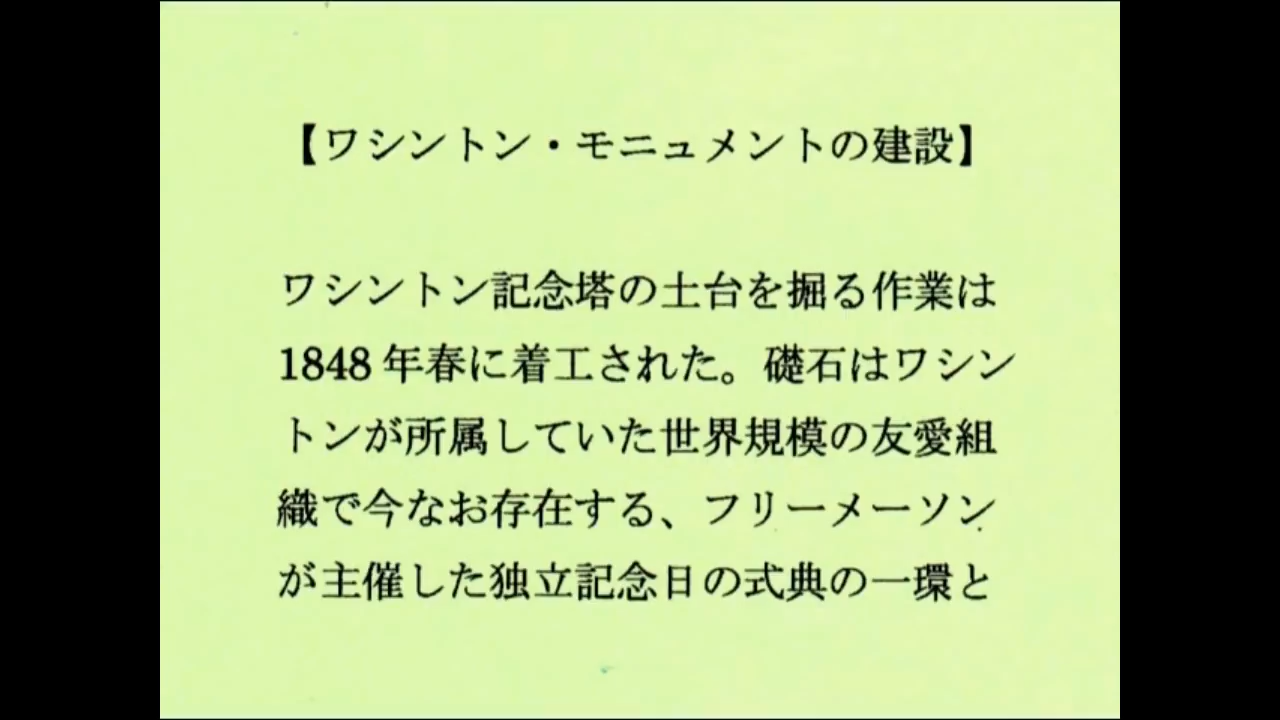 【ワシントン・モニュメントの建設】
ワシントン記念塔の土台を掘る作業は
1848年春に着工された。礎石はワシン
トンが所属していた世界規模の友愛組
織で今なお存在する、フリーメーソン
が主催した独立記念日の式典の一環と